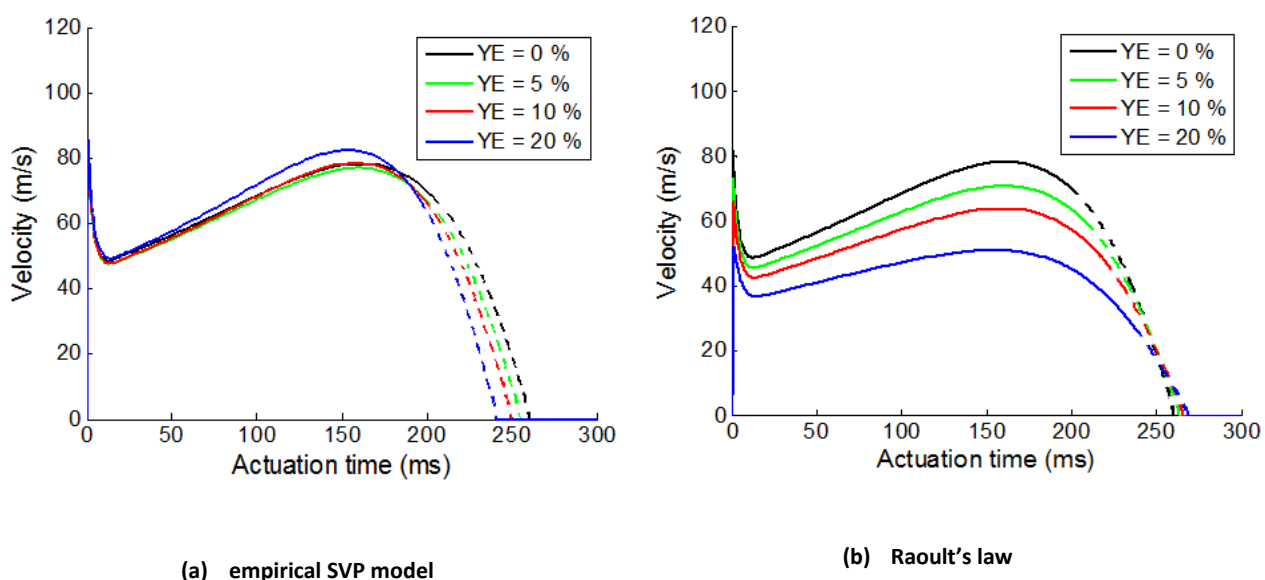 120
100
80
60
40
20
0
Velocity (m/s)
YE = 0 %
YE = 5 %
YE = 10 %
YE = 20 %
0 50 100 150 200 250 300
Actuation time (ms)
(a) empirical SVP model
120
100
80
60
40
20
0
Velocity (m/s)
YE = 0 %
YE = 5 %
YE = 10 %
YE = 20 %
0 50 100 150 200 250 300
Actuation time (ms)
(b) Raoult’s law